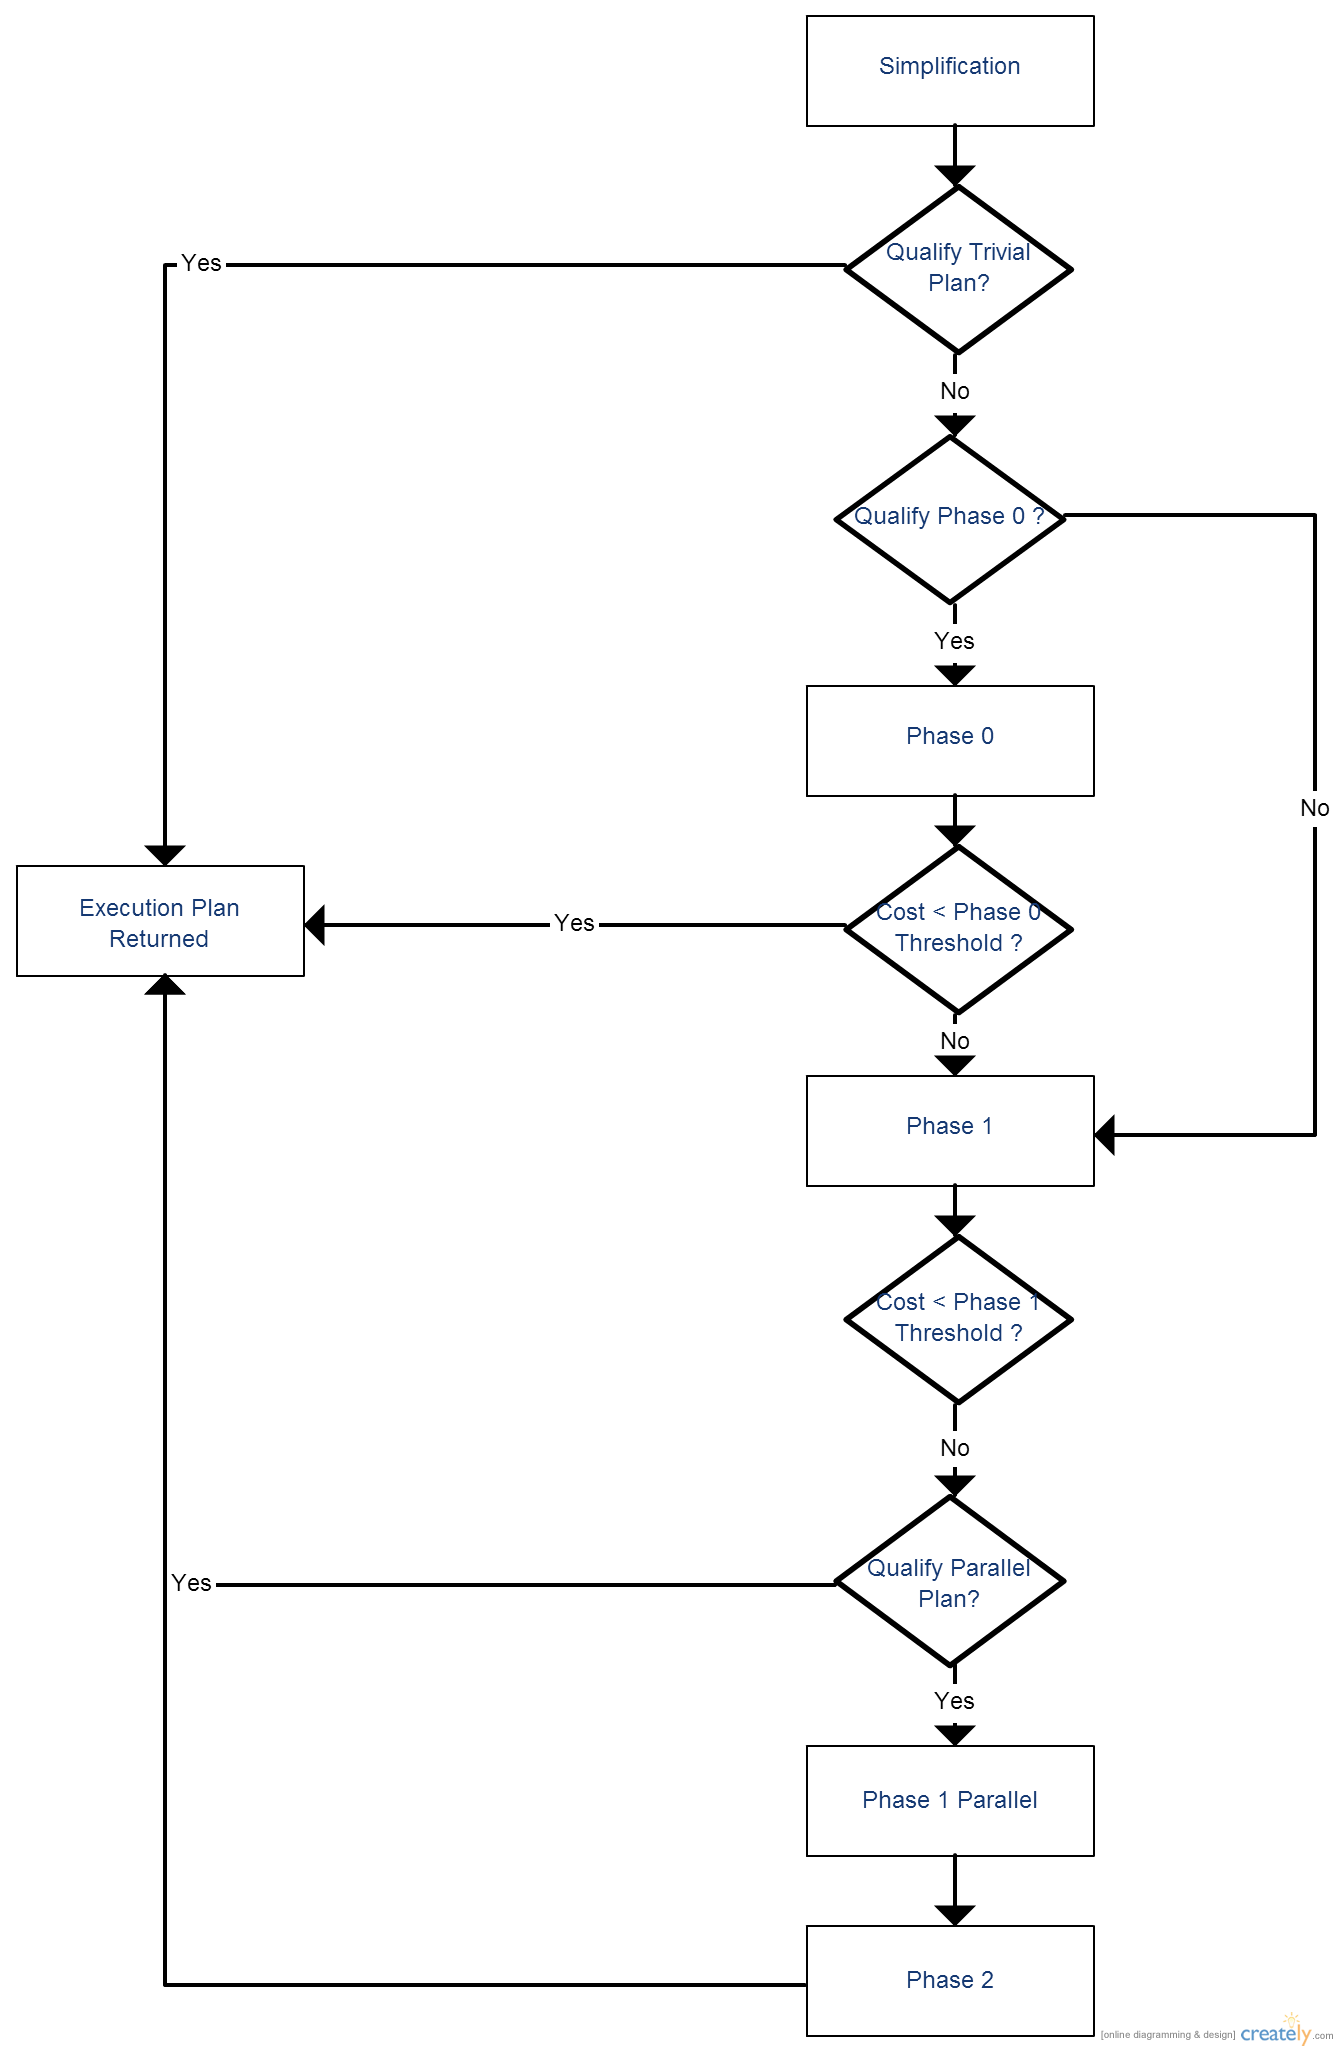 Simplification
Qualify Trivial
Plan?
Yes
No
Qualify Phase 0 ?
Yes
No
Phase 0
Execution Plan
Returned
Yes
Cost < Phase 0
Threshold ?
No
Phase 1
Cost < Phase 1
Threshold ?
No
Qualify Parallel
Plan?
Yes
Yes
Phase 1 Parallel
Phase 2
[online diagramming & design] creately.com